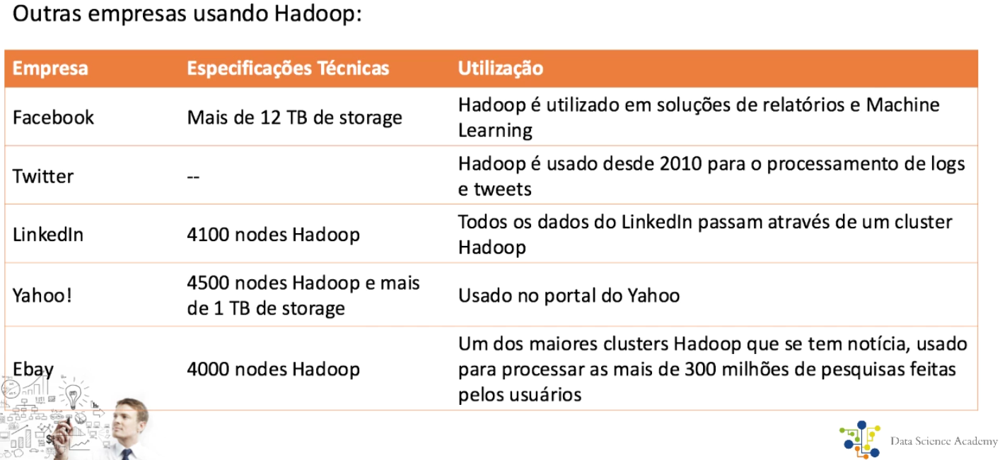 Outras empresas usando Hadoop:
Empresa Especificações Técnicas Utilização
Facebook Mais de 12 TB de storage Hadoop é utilizado em soluções de relatórios e Machine
Learning
Twitter -- Hadoop é usado desde 2010 para o processamento de logs
e tweets
LinkedIn 4100 nodes Hadoop Todos os dados do LinkedIn passam através de um cluster
Hadoop
Yahoo! 4500 nodes Hadoop e mais
de 1 TB de storage
Usado no portal do Yahoo
Ebay 4000 nodes Hadoop Um dos maiores clusters Hadoop que se tem notícia, usado
para processar as mais de 300 milhões de pesquisas feitas
pelos usuários
Data Science Academy